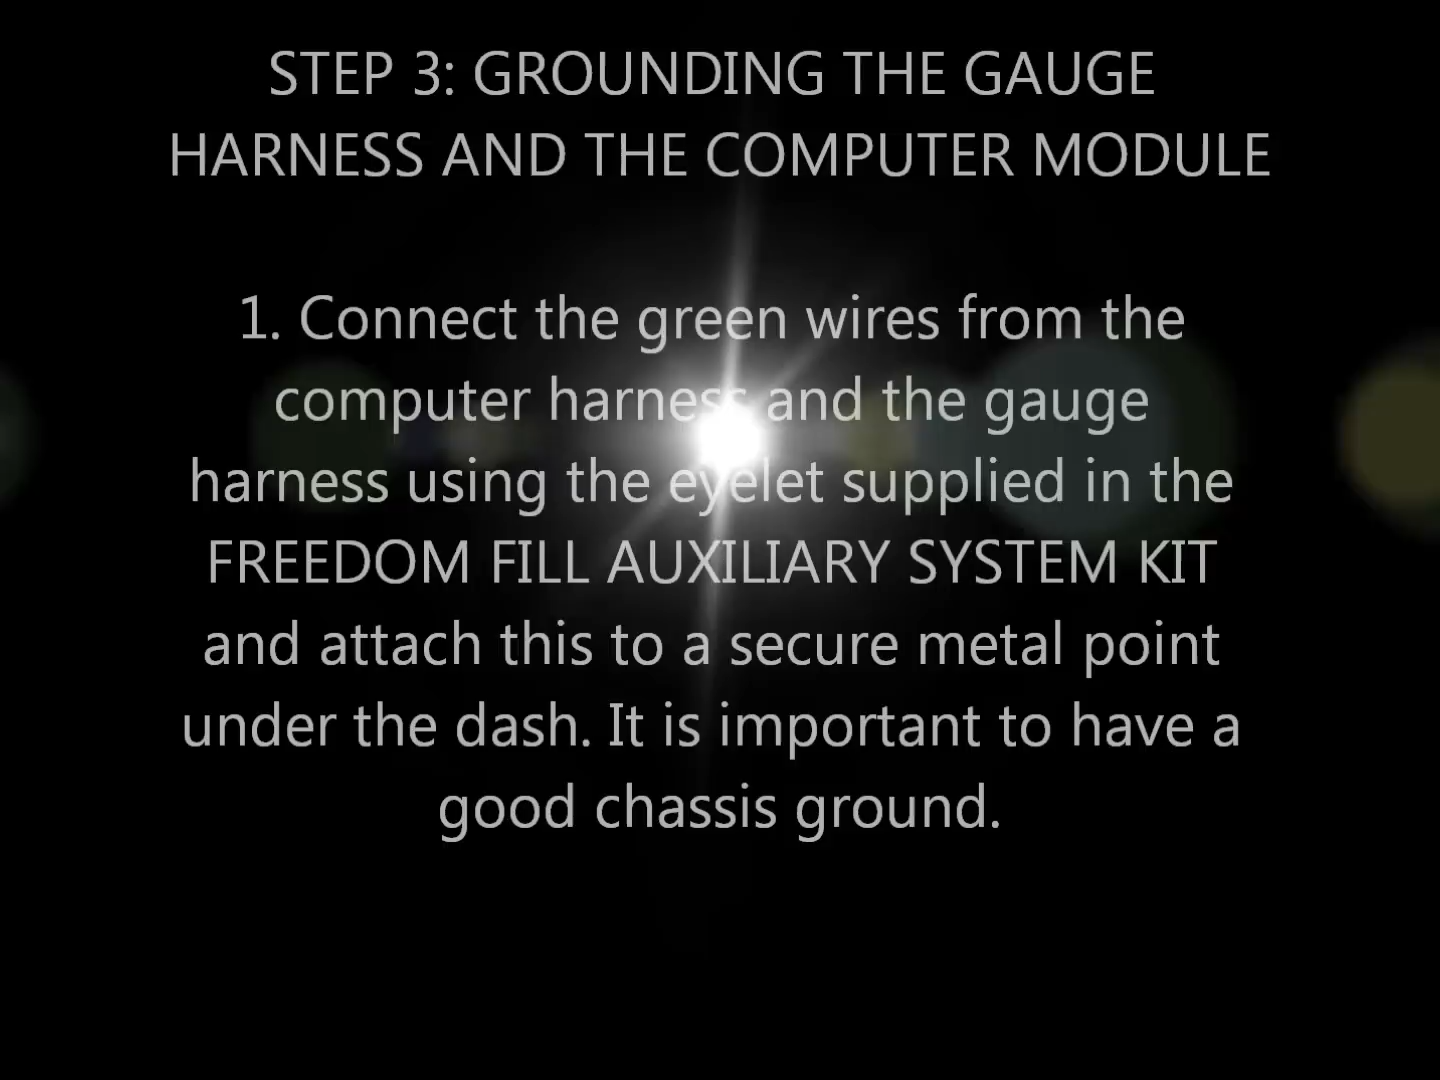 STEP 3: GROUNDING THE GAUGE
HARNESS AND THE COMPUTER MODULE
1. Connect the green wires from the
computer harness and the gauge
harness using the eyelet supplied in the
FREEDOM FILL AUXILIARY SYSTEM KIT
and attach this to a secure metal point
under the dash. It is important to have a
good chassis ground.